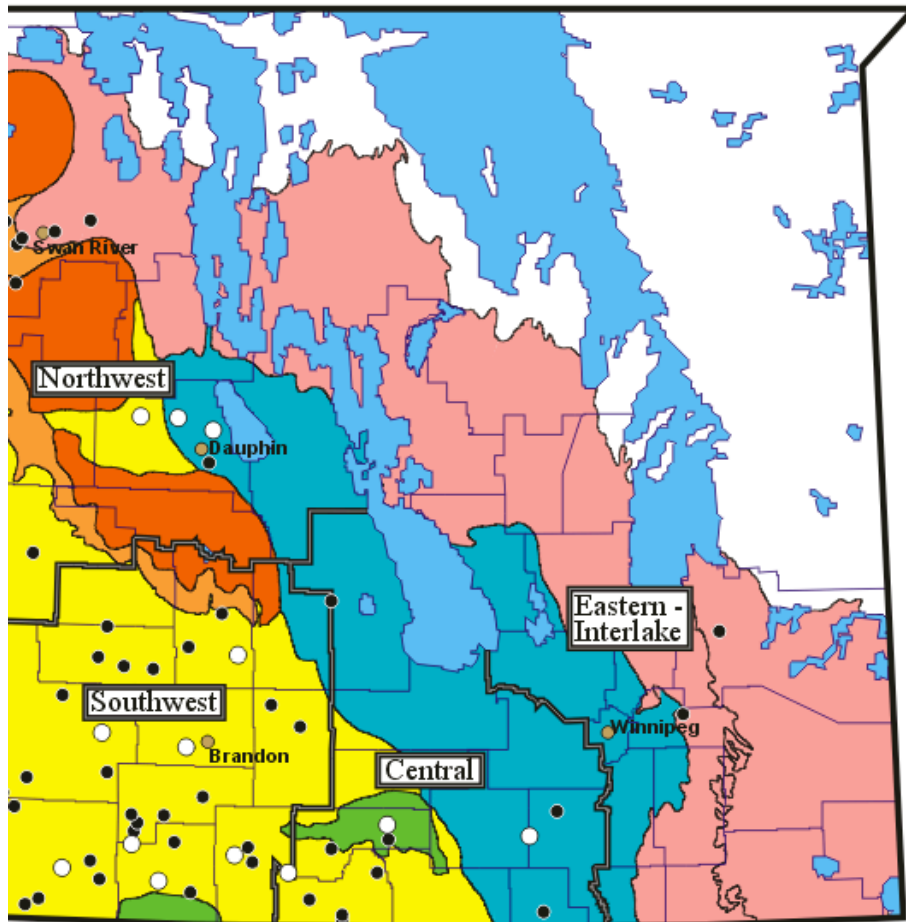 Swan River
Northwest
Dauphin
Eastern -
Interlake
Southwest
Winnipeg
Brandon
Central